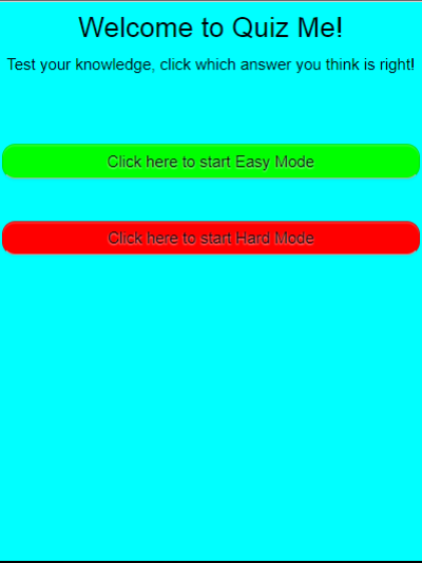 Welcome to Quiz Me!
Test your knowledge, click which answer you think is right!
Click here to start Easy Mode
Click here to start Hard Mode